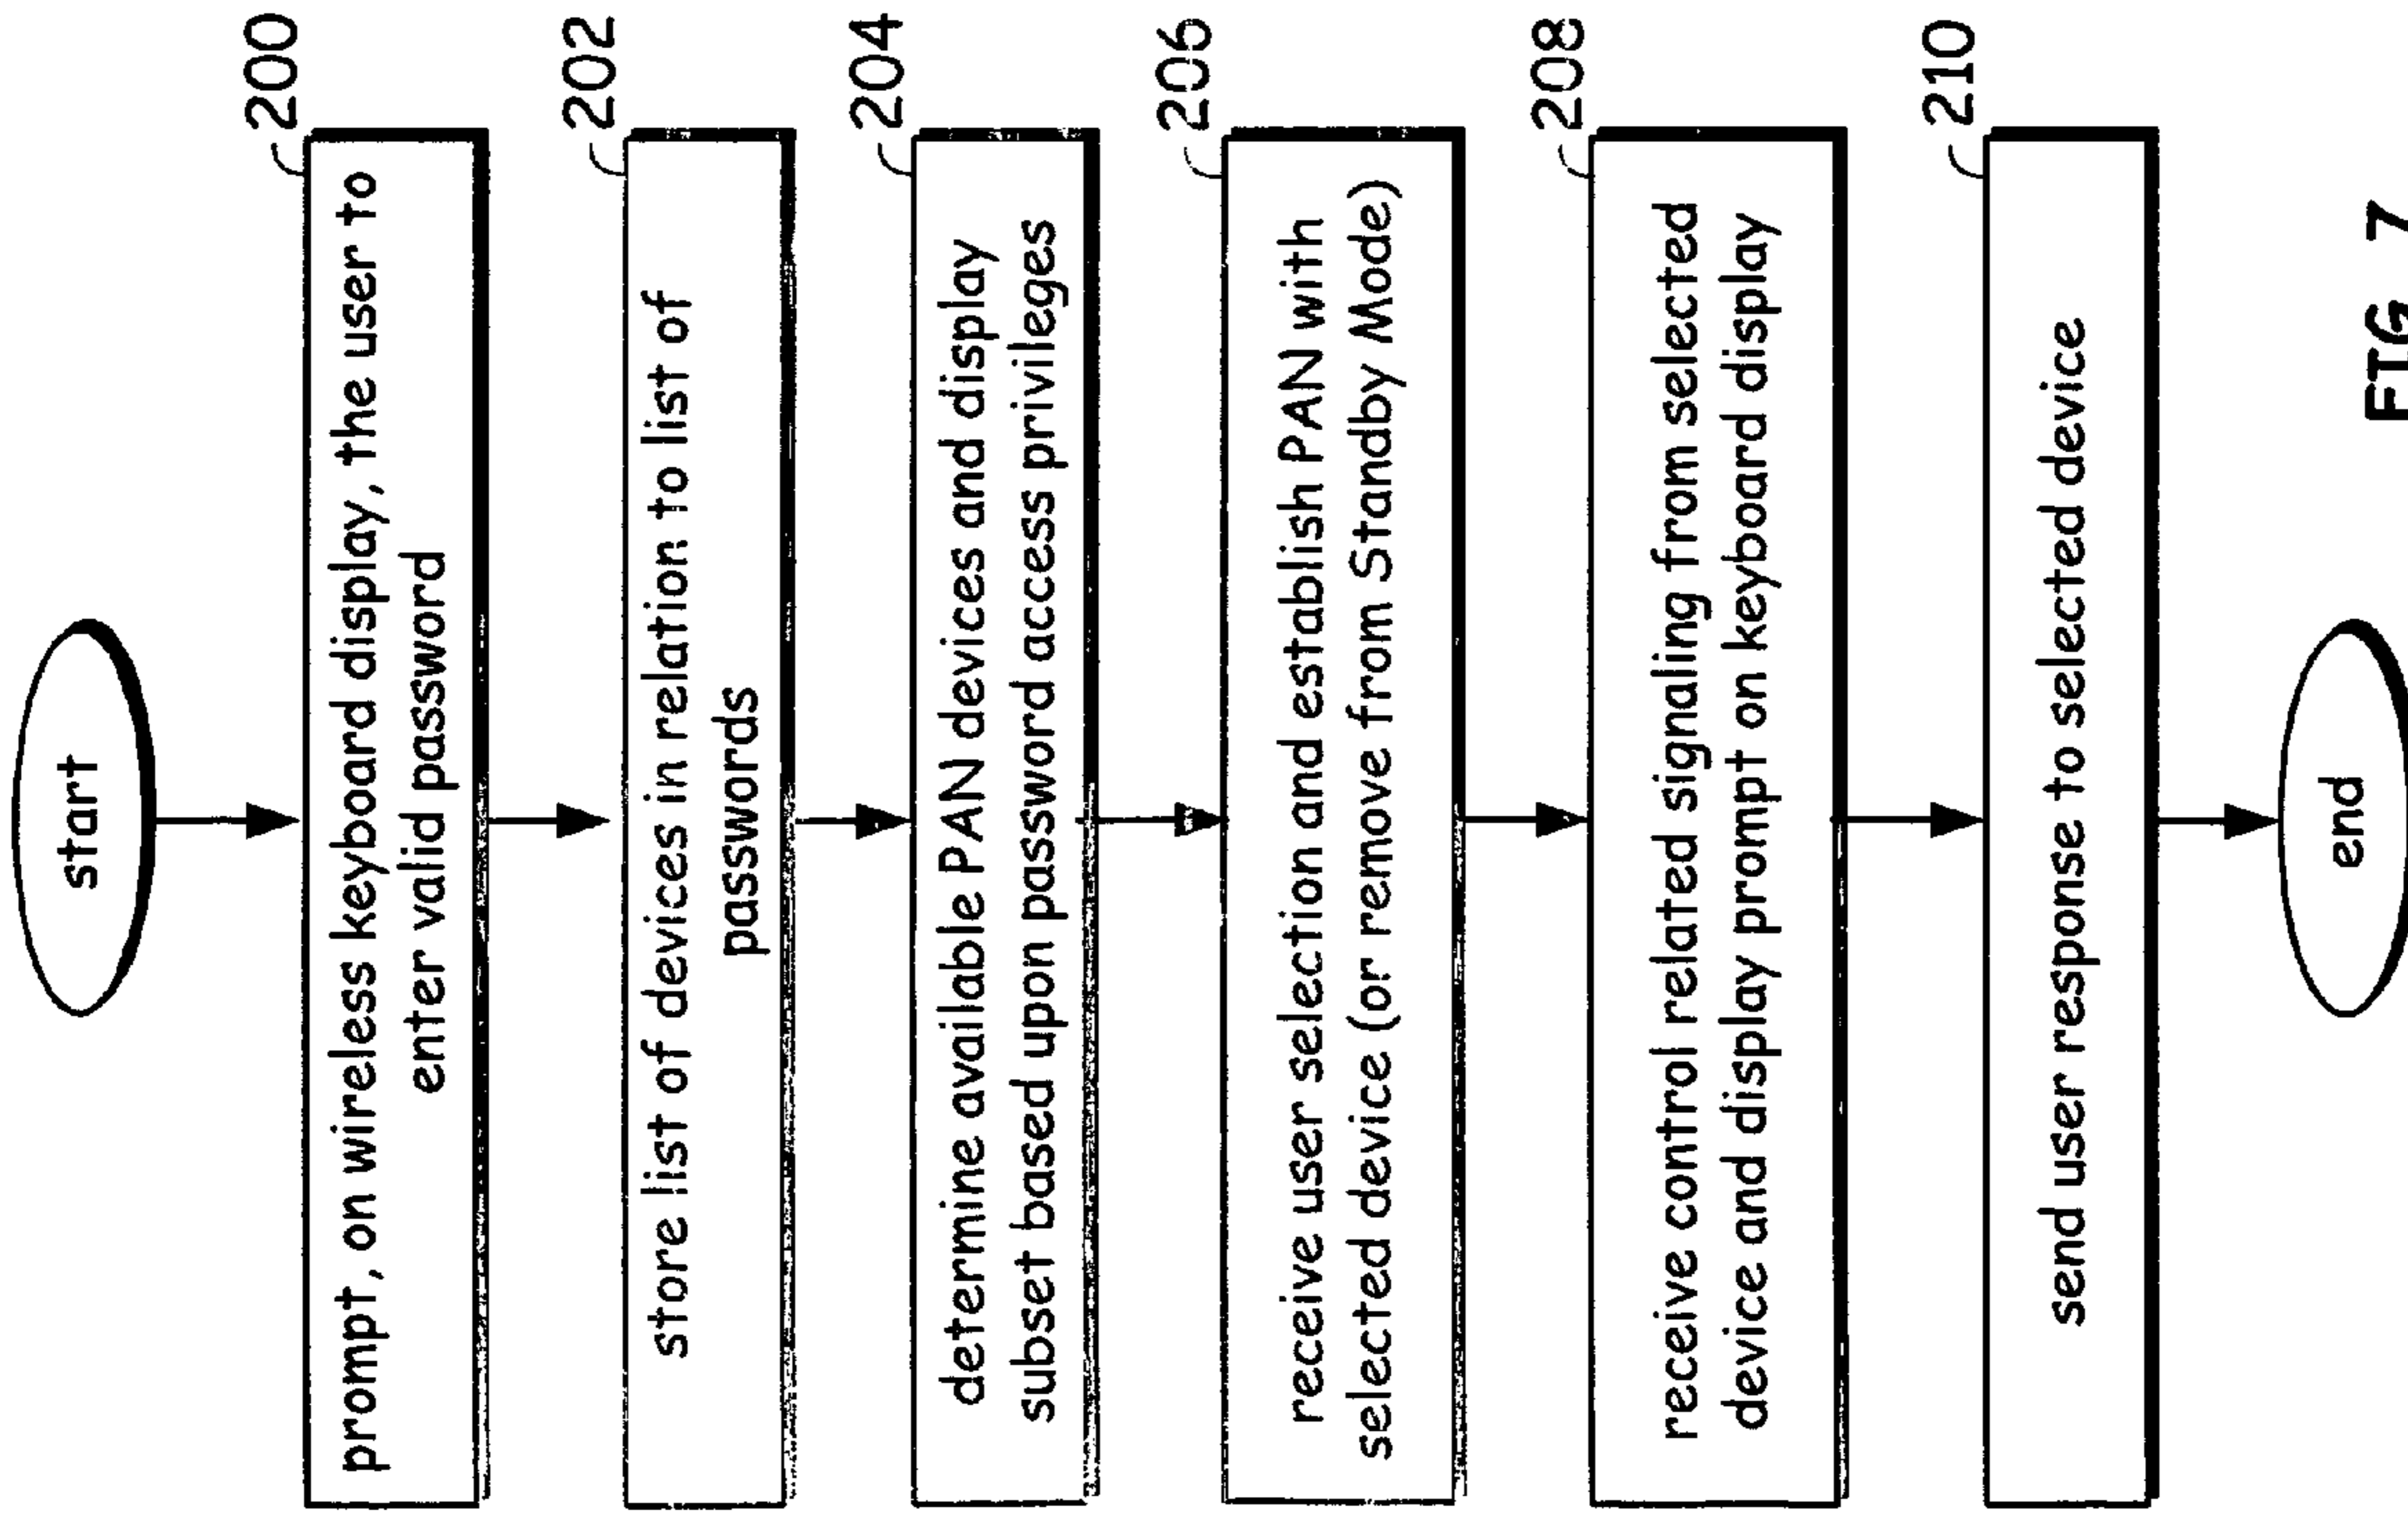 start
200
prompt, on wireless keyboard display, the user to
enter valid password
202
store list of devices in relation to list of
passwords
204
determine available PAN devices and display
subset based upon password access privileges
206
receive user selection and establish PAN with
selected device (or remove from Standby Mode)
208
receive control related signaling from selected
device and display prompt on keyboard display
210
send user response to selected device
end
FIG 7